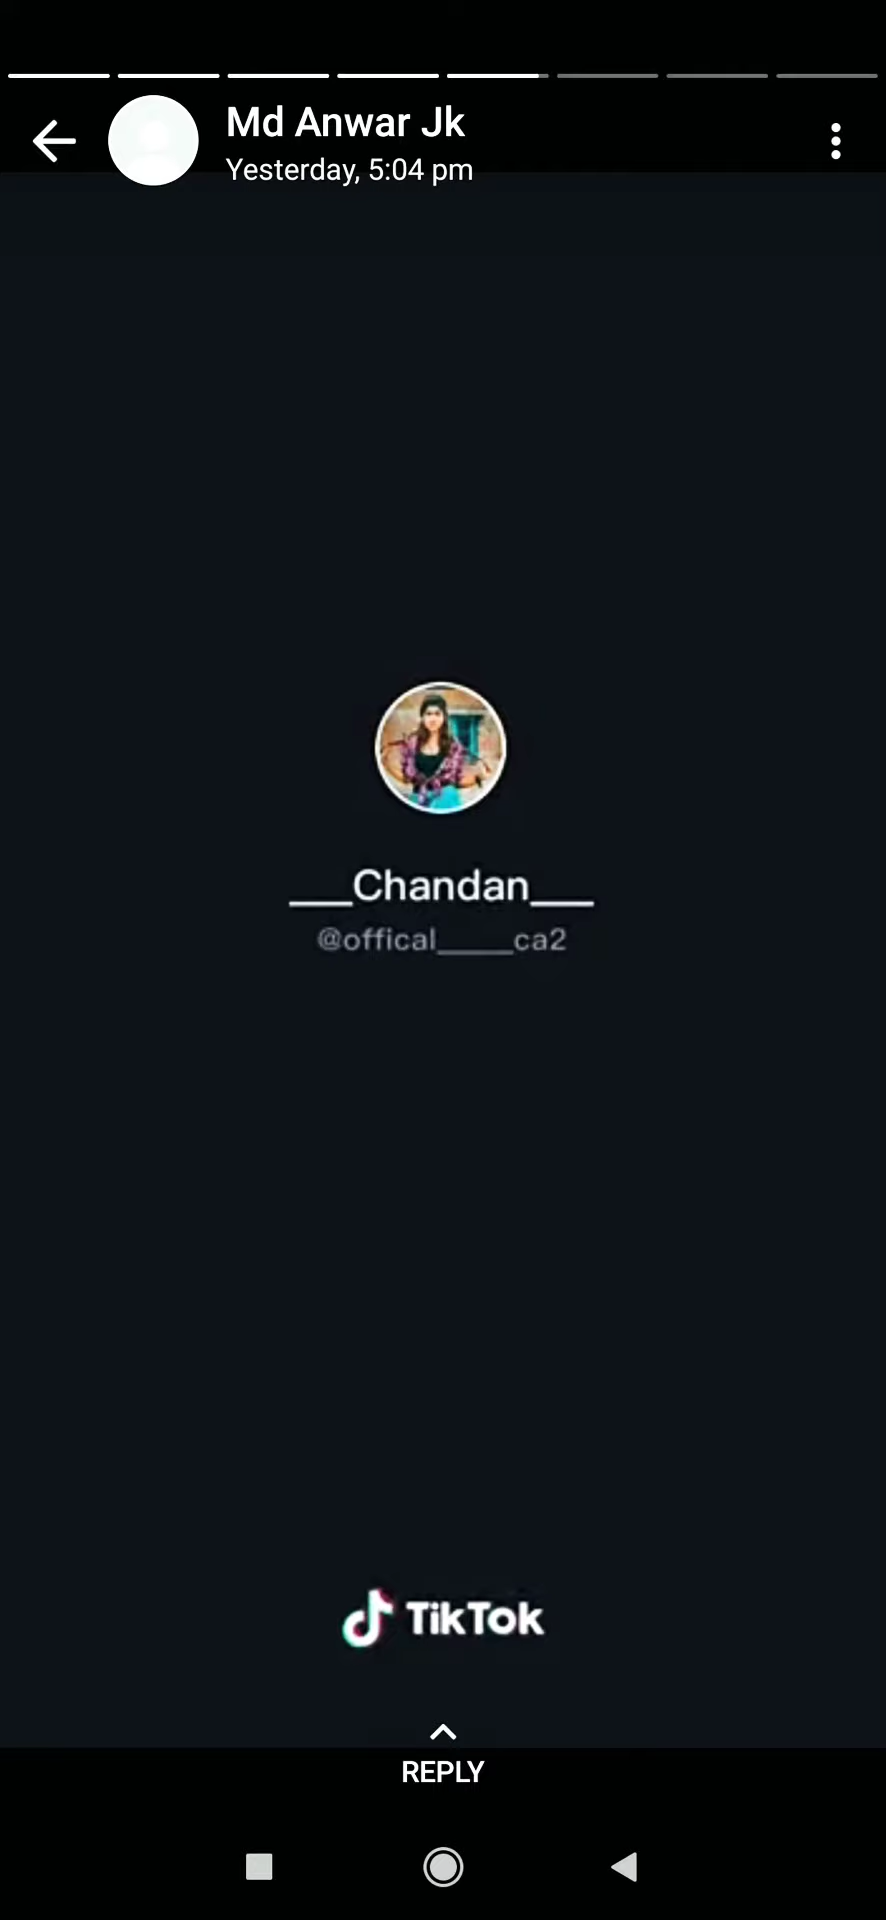 Md Anwar Jk
Yesterday, 5:04 pm
___Chandan___
@offical_____ca2
TikTok
REPLY